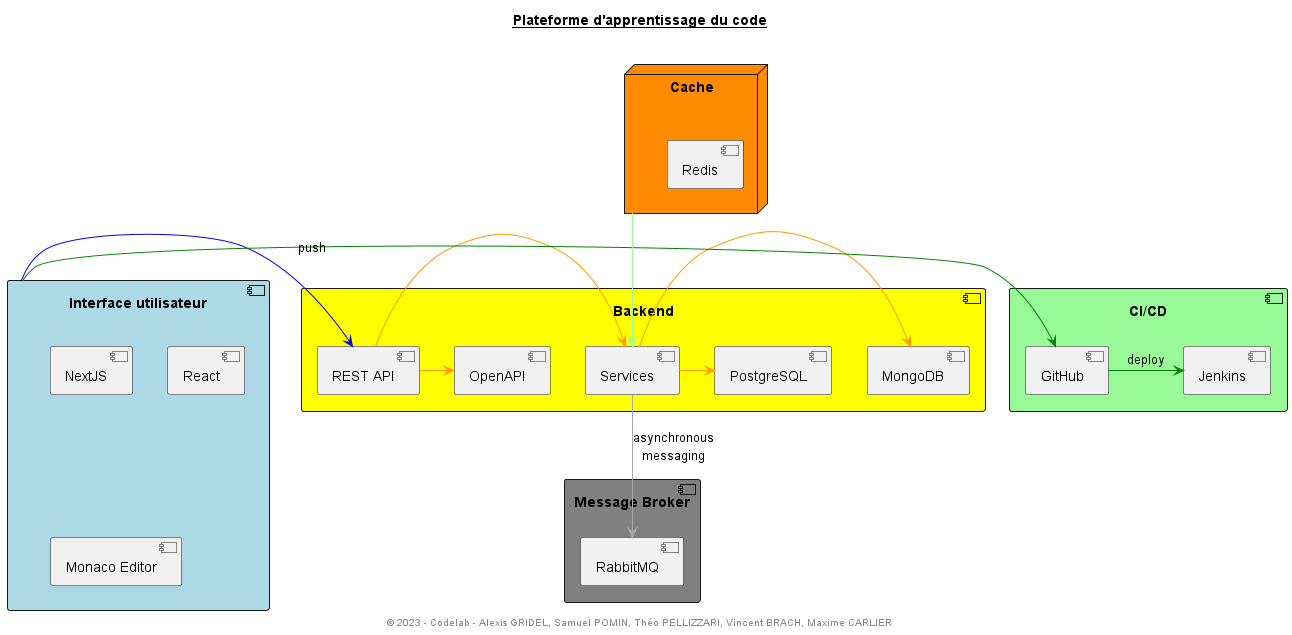 Plateforme d'apprentissage du code
Cache
Redis
push
Interface utilisateur
NextJS
React
Monaco Editor
Backend
REST API
OpenAPI
Services
PostgreSQL
MongoDB
CI/CD
GitHub
deploy
Jenkins
asynchronous
messaging
Message Broker
RabbitMQ
© 2023 - Codelab - Alexis GRIDEL, Samuel POMIN, Théo PELLIZZARI, Vincent BRACH, Maxime CARLIER